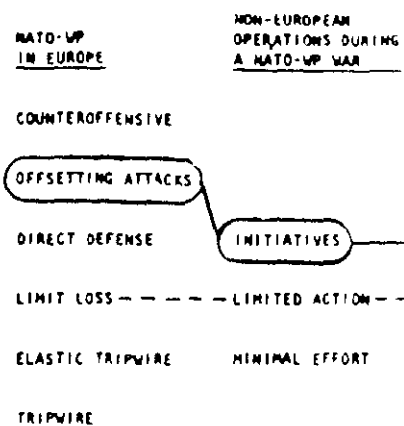 NATO-WP
IN EUROPE
NON-EUROPEAN
OPERATIONS DURING
A NATO-WP WAR
COUNTEROFFENSIVE
OFFSETTING ATTACKS
DIRECT DEFENSE
INITIATIVES
LIMIT LOSS
LIMITED ACTION
ELASTIC TRIPWIRE
MINIMAL EFFORT
TRIPWIRE